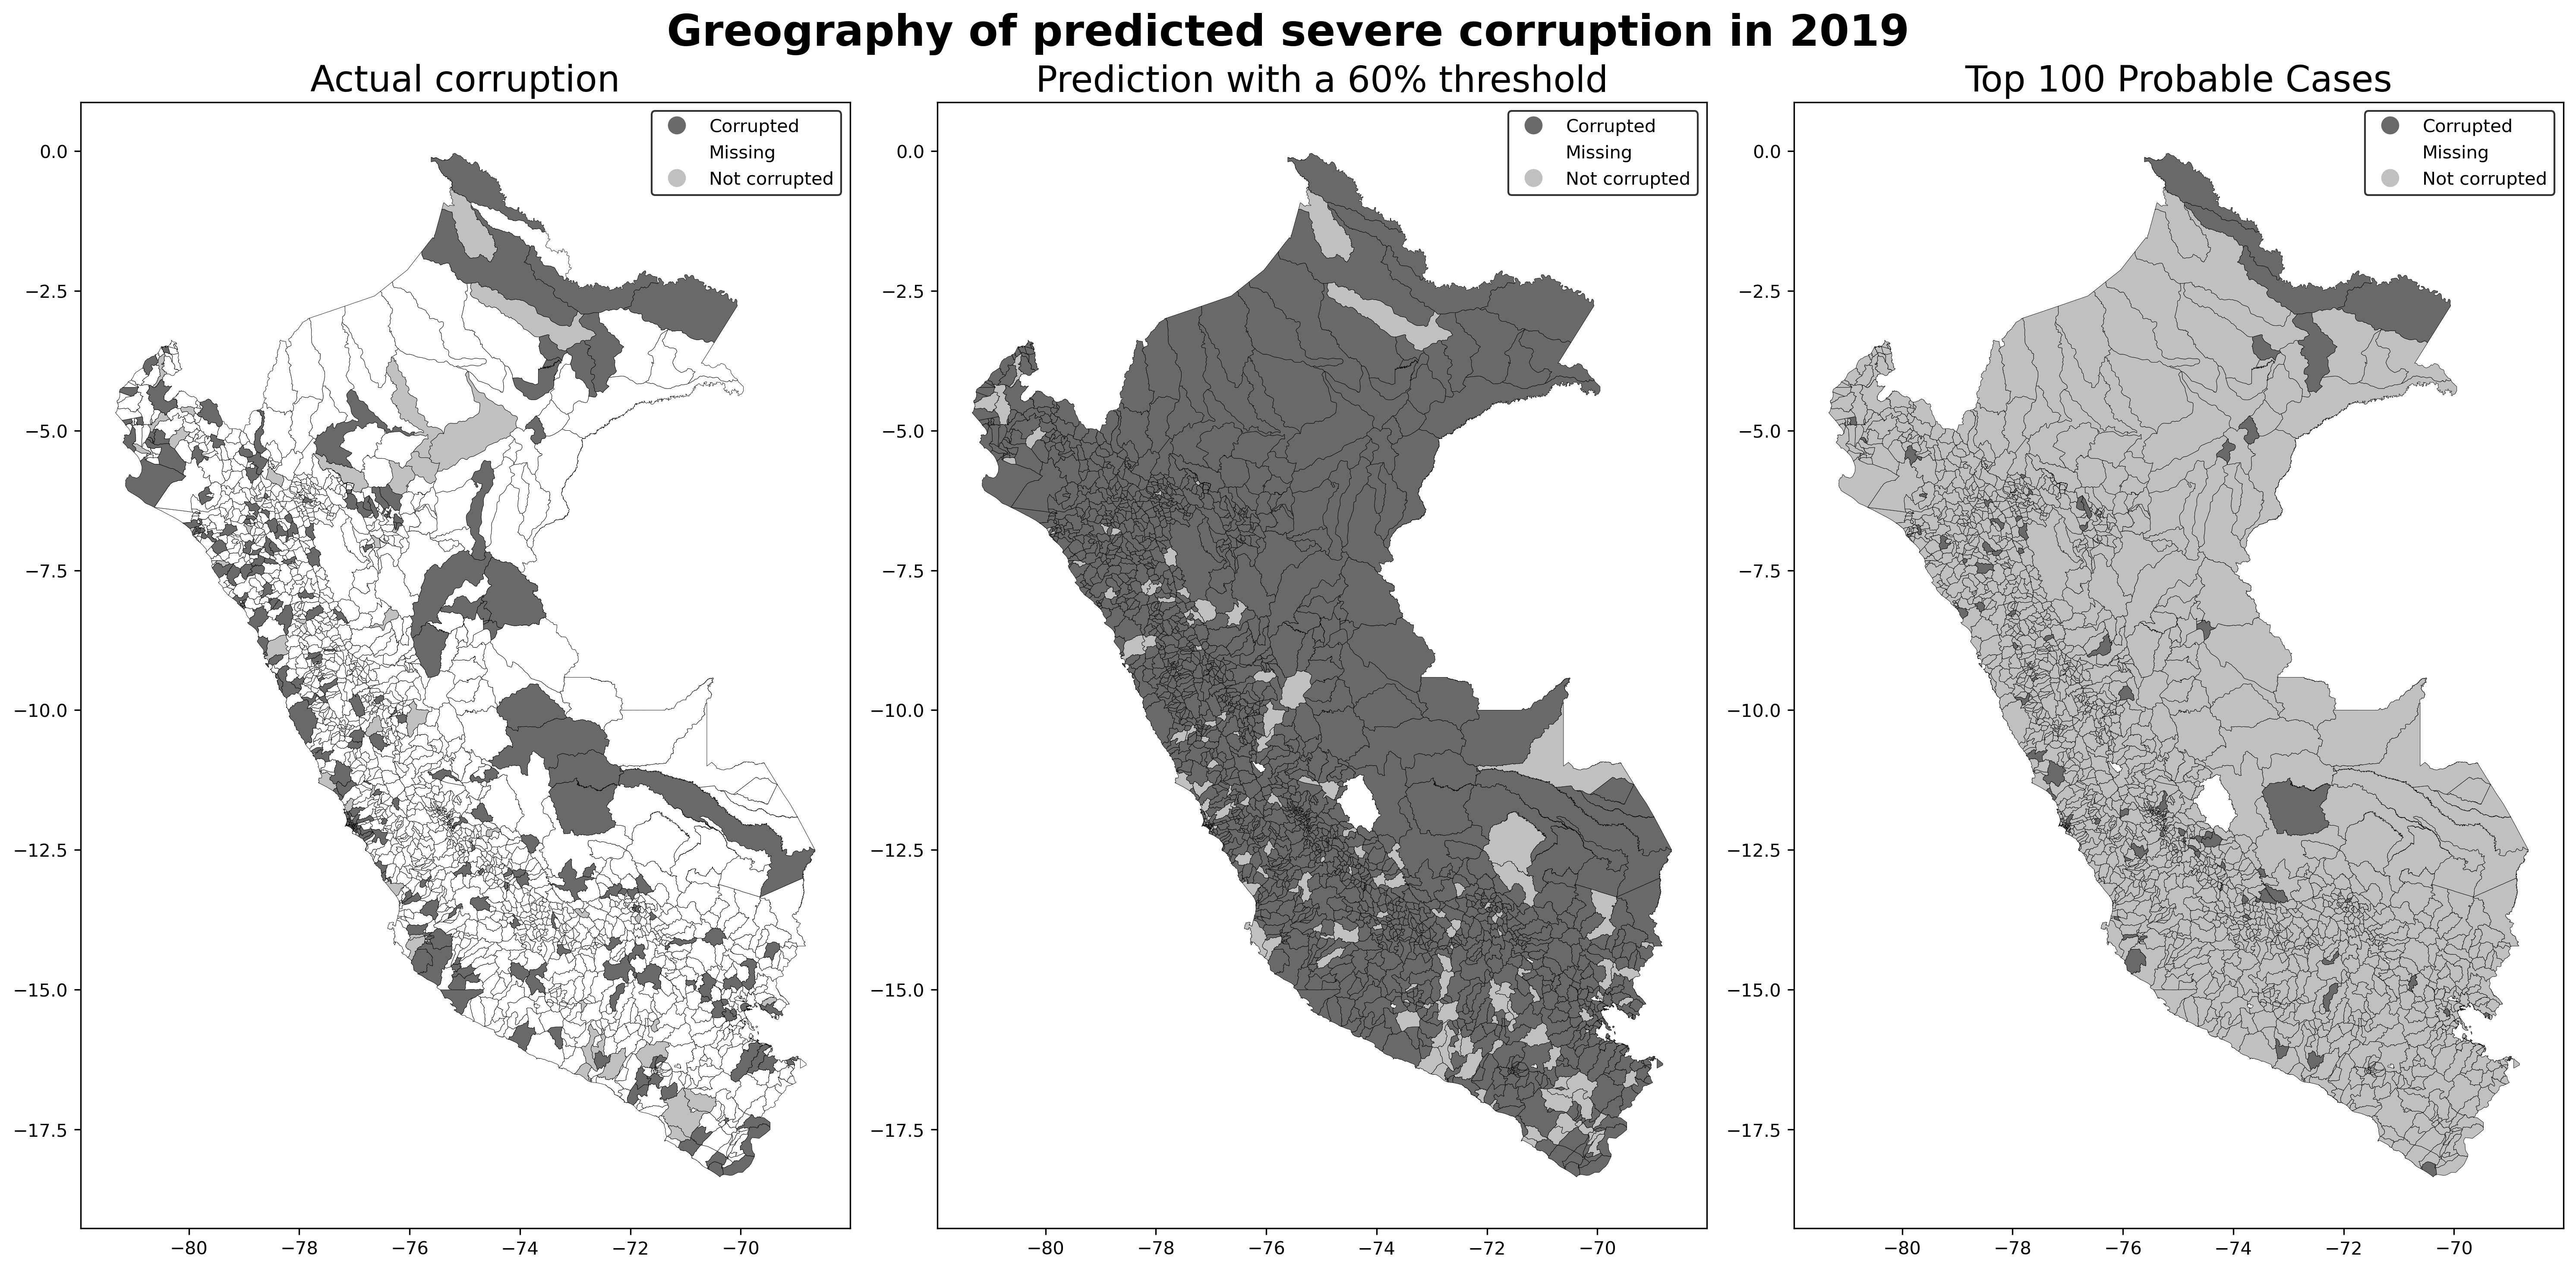 Greography of predicted severe corruption in 2019
Actual corruption
Corrupted
Missing
Not corrupted
0.0
−2.5
−5.0
−7.5
−10.0
−12.5
−15.0
−17.5
−80 −78 −76 −74 −72 −70
Prediction with a 60% threshold
Corrupted
Missing
Not corrupted
0.0
−2.5
−5.0
−7.5
−10.0
−12.5
−15.0
−17.5
−80 −78 −76 −74 −72 −70
Top 100 Probable Cases
Corrupted
Missing
Not corrupted
0.0
−2.5
−5.0
−7.5
−10.0
−12.5
−15.0
−17.5
−80 −78 −76 −74 −72 −70